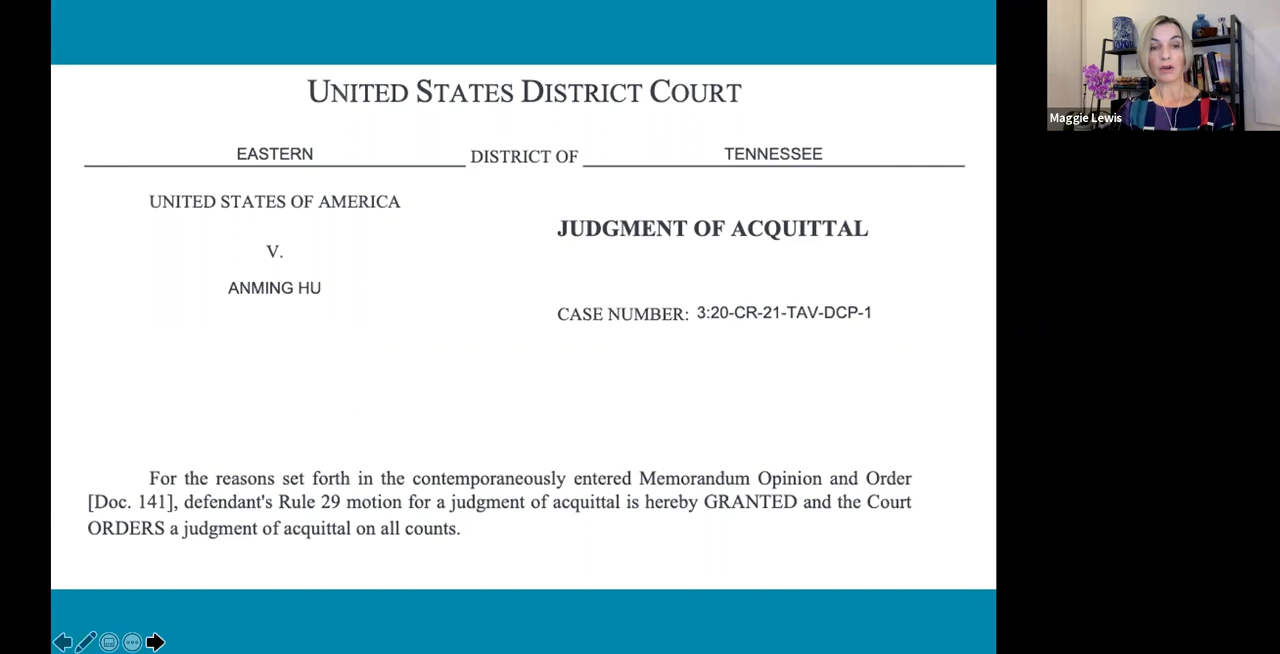 UNITED STATES DISTRICT COURT
EASTERN DISTRICT OF TENNESSEE
UNITED STATES OF AMERICA
V.
ANMING HU
JUDGMENT OF ACQUITTAL
CASE NUMBER: 3:20-CR-21-TAV-DCP-1
For the reasons set forth in the contemporaneously entered Memorandum Opinion and Order
[Doc. 141], defendant's Rule 29 motion for a judgment of acquittal is hereby GRANTED and the Court
ORDERS a judgment of acquittal on all counts.
Maggie Lewis